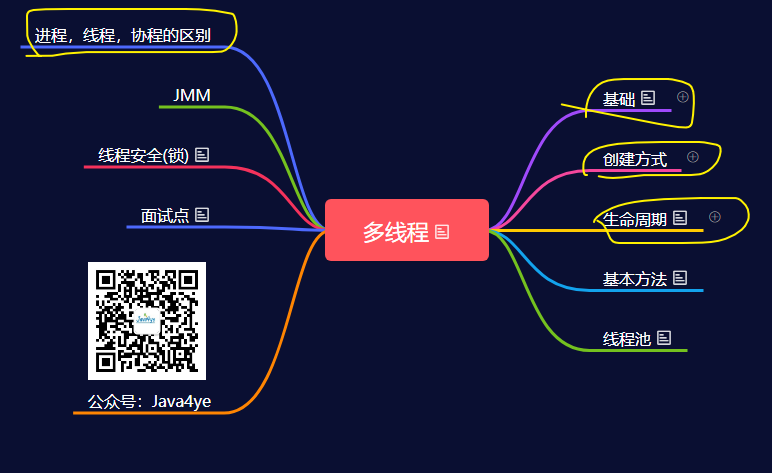 进程，线程，协程的区别
JMM
线程安全(锁)
面试点
公众号：Java4ye
多线程
基础
创建方式
生命周期
基本方法
线程池